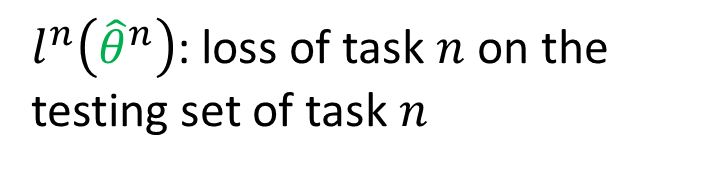 lⁿ(θ̂ⁿ): loss of task n on the
testing set of task n